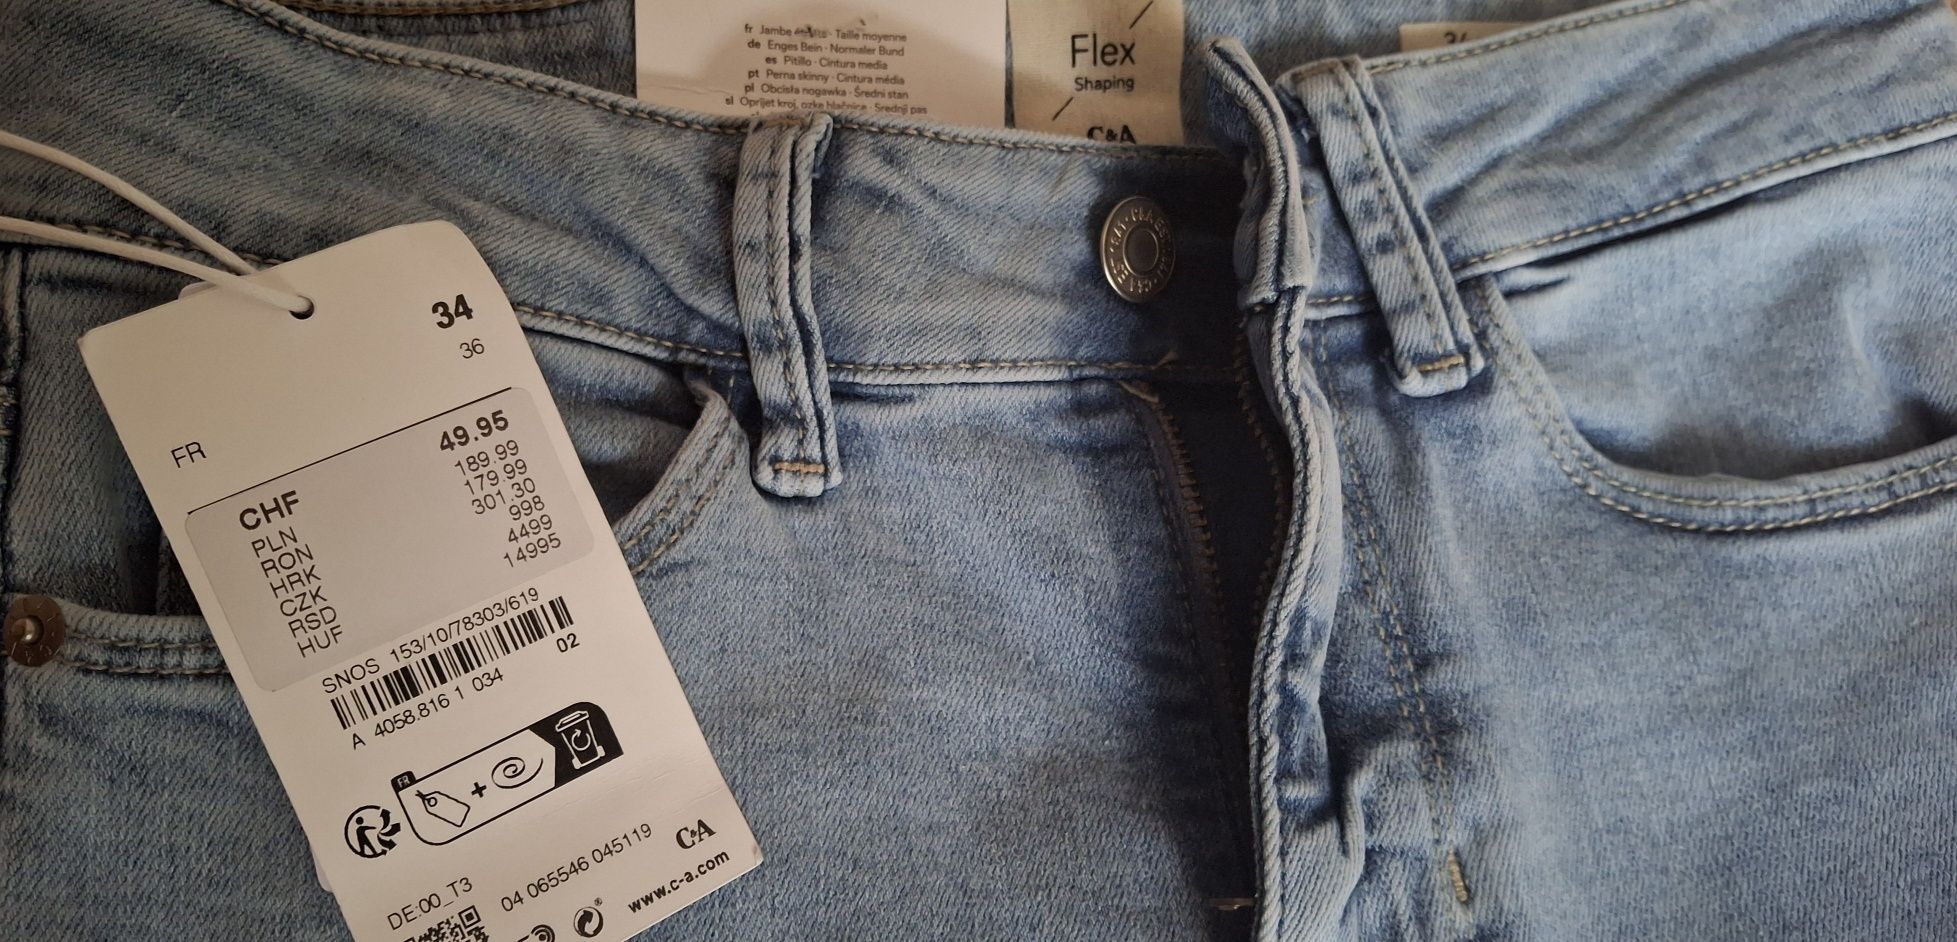 fr Jambe · Taille moyenne
de Enges Bein · Normaler Bund
es Pitillo · Cintura media
pt Perna skinny · Cintura média
pl Obcisła nogawka · Średni stan
sl Oprijet kroj, ozke hlačnice · Srednji pas
Flex
Shaping
C&A
34
36
FR
CHF 49.95
PLN 189.99
RON 179.99
HRK 301,30
CZK 998
RSD 4499
HUF 14995
SNOS 153/10/78303/619
02
A 4058.816 1 034
FR
+
C&A
04 065546 045119
www.c-a.com
DE:00_T3